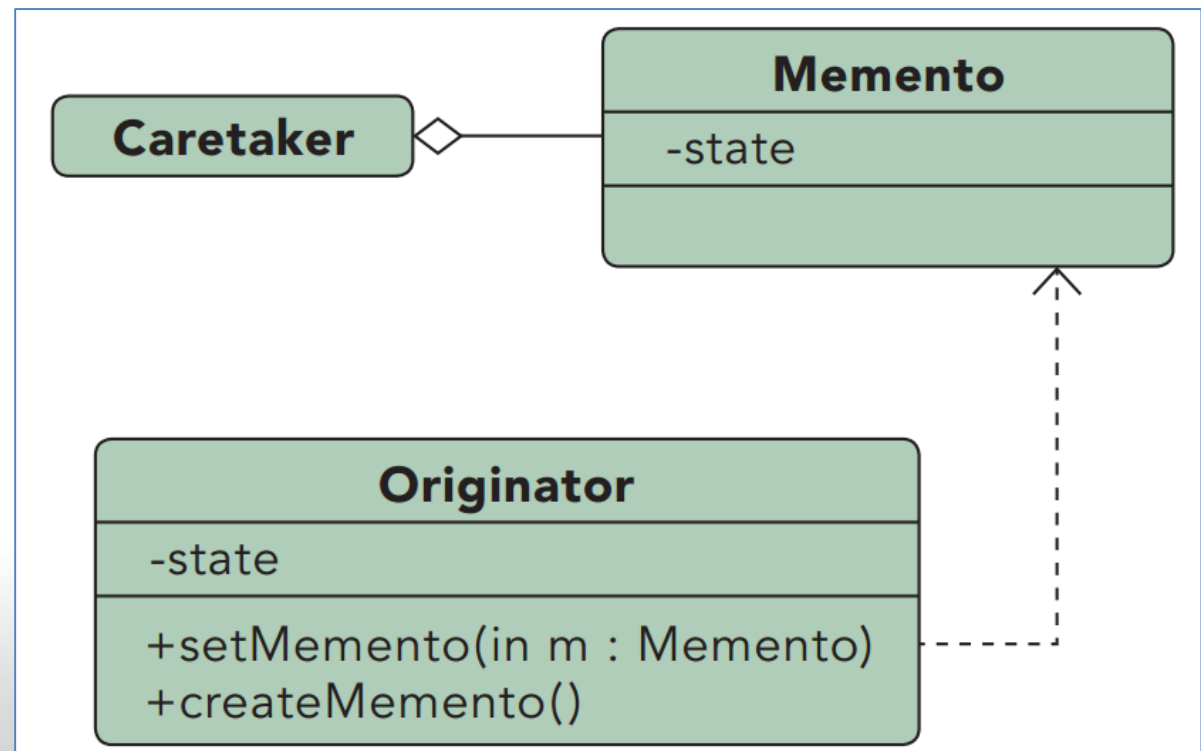 Memento
Caretaker
-state
Originator
-state
+setMemento(in m : Memento)
+createMemento()